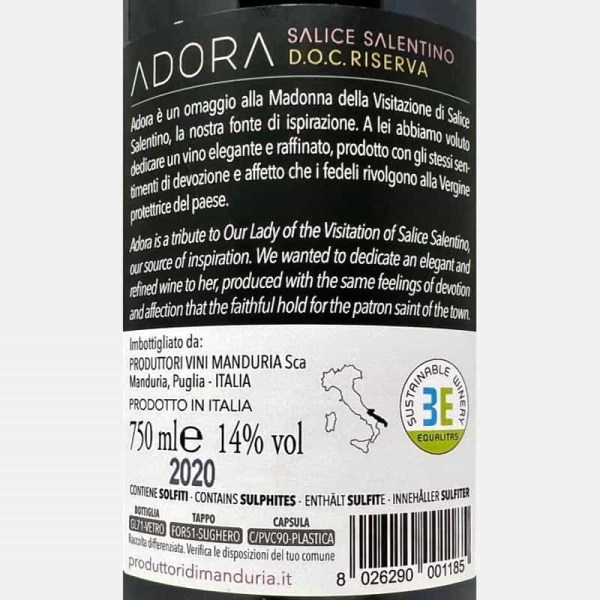 ADORA
SALICE SALENTINO
D.O.C. RISERVA
Adora è un omaggio alla Madonna della Visitazione di Salice
Salentino, la nostra fonte di ispirazione. A lei abbiamo voluto
dedicare un vino elegante e raffinato, prodotto con gli stessi sen-
timenti di devozione e affetto che i fedeli rivolgono alla Vergine
protettrice del paese.
Adora is a tribute to Our Lady of the Visitation of Salice Salentino,
our source of inspiration. We wanted to dedicate an elegant and
refined wine to her, produced with the same feelings of devotion
and affection that the faithful hold for the patron saint of the town.
Imbottigliato da:
PRODUTTORI VINI MANDURIA Sca
Manduria, Puglia - ITALIA
PRODOTTO IN ITALIA
750 ml e 14% vol
2020
SUSTAINABLE WINERY
3E
EQUALITAS
CONTIENE SOLFITI - CONTAINS SULPHITES - ENTHÄLT SULFITE - INNEHÅLLER SULFITER
BOTTIGLIA TAPPO CAPSULA
GL71-VETRO FOR51-SUGHERO C/PVC90-PLASTICA
Raccolta differenziata. Verifica le disposizioni del tuo comune
produttoridimanduria.it
8 026290 001185